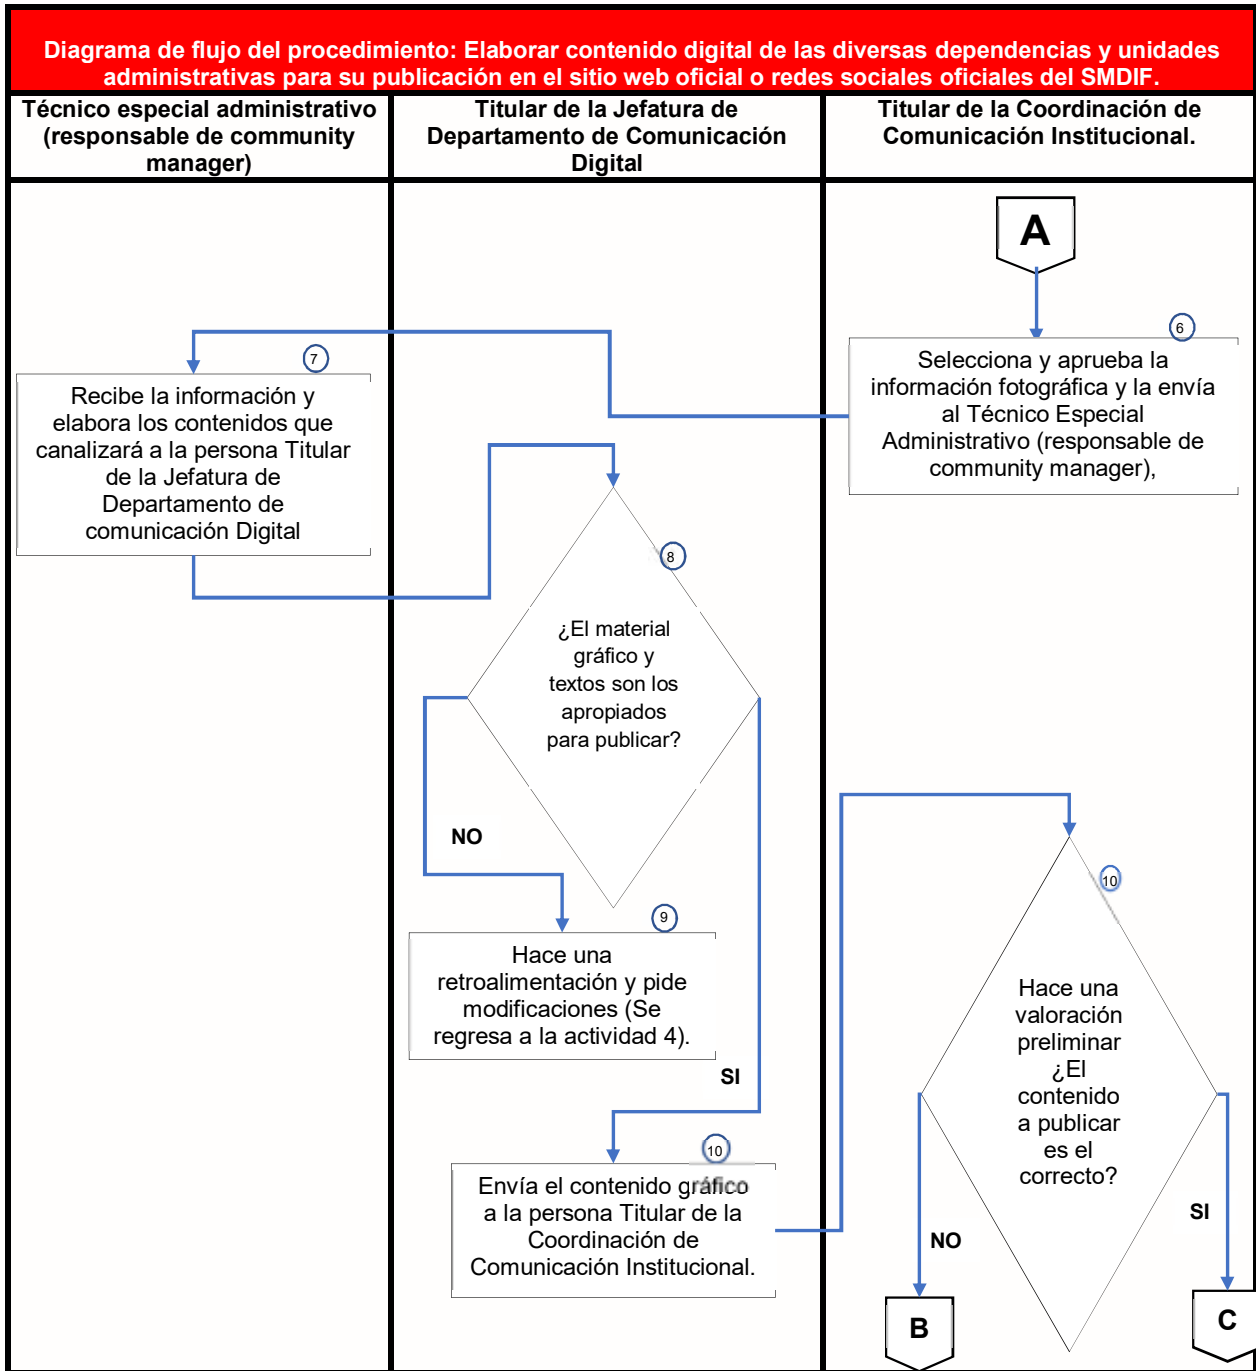 Diagrama de flujo del procedimiento: Elaborar contenido digital de las diversas dependencias y unidades
administrativas para su publicación en el sitio web oficial o redes sociales oficiales del SMDIF.
Técnico especial administrativo
(responsable de community
manager)
Titular de la Jefatura de
Departamento de Comunicación
Digital
Titular de la Coordinación de
Comunicación Institucional.
A
6
Selecciona y aprueba la
información fotográfica y la envía
al Técnico Especial
Administrativo (responsable de
community manager),
7
Recibe la información y
elabora los contenidos que
canalizará a la persona Titular
de la Jefatura de
Departamento de
comunicación Digital
8
¿El material
gráfico y
textos son los
apropiados
para publicar?
NO
9
Hace una
retroalimentación y pide
modificaciones (Se
regresa a la actividad 4).
SI
10
Envía el contenido gráfico
a la persona Titular de la
Coordinación de
Comunicación Institucional.
10
Hace una
valoración
preliminar
¿El
contenido
a publicar
es el
correcto?
NO
SI
B
C